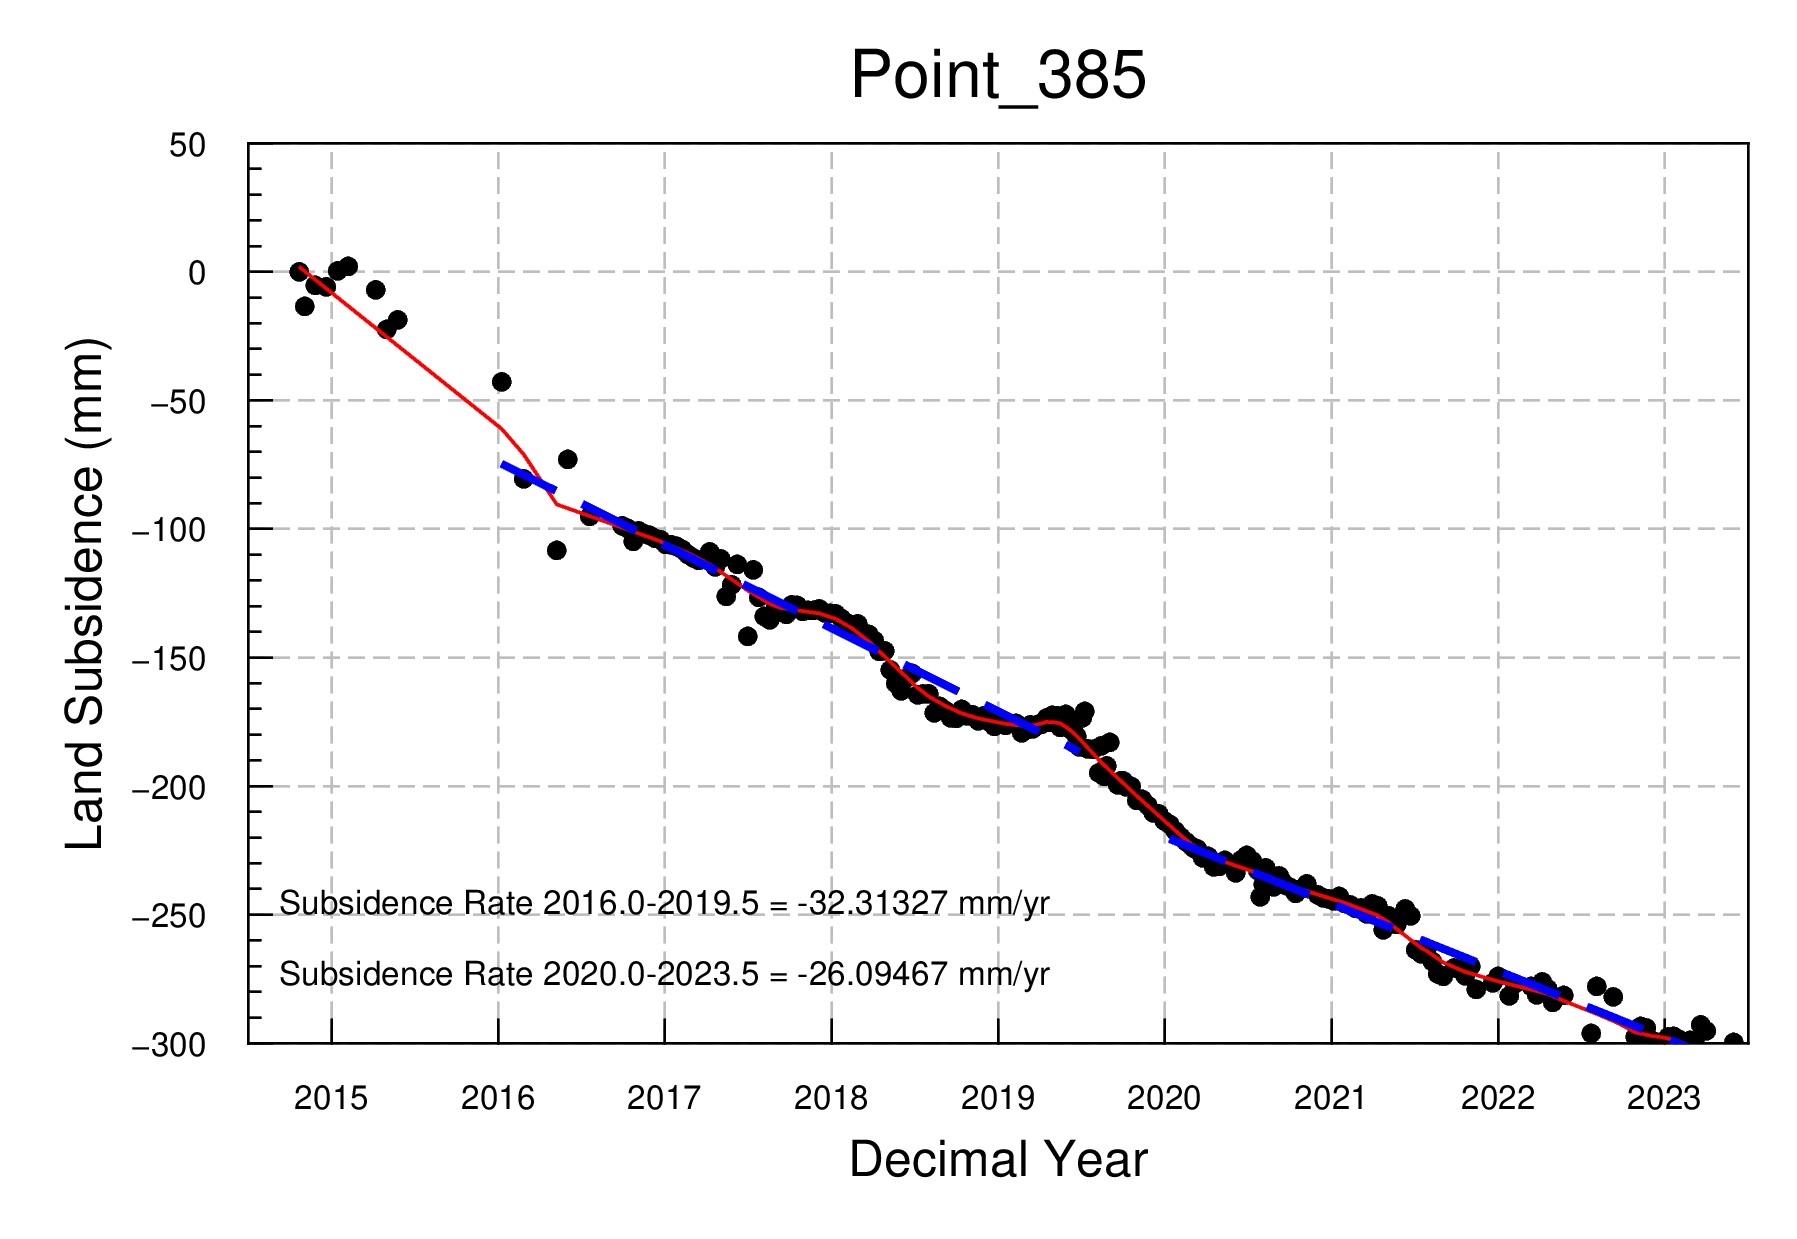 Point_385
50
0
−50
−100
−150
−200
−250
−300
Land Subsidence (mm)
Subsidence Rate 2016.0-2019.5 = -32.31327 mm/yr
Subsidence Rate 2020.0-2023.5 = -26.09467 mm/yr
2015 2016 2017 2018 2019 2020 2021 2022 2023
Decimal Year